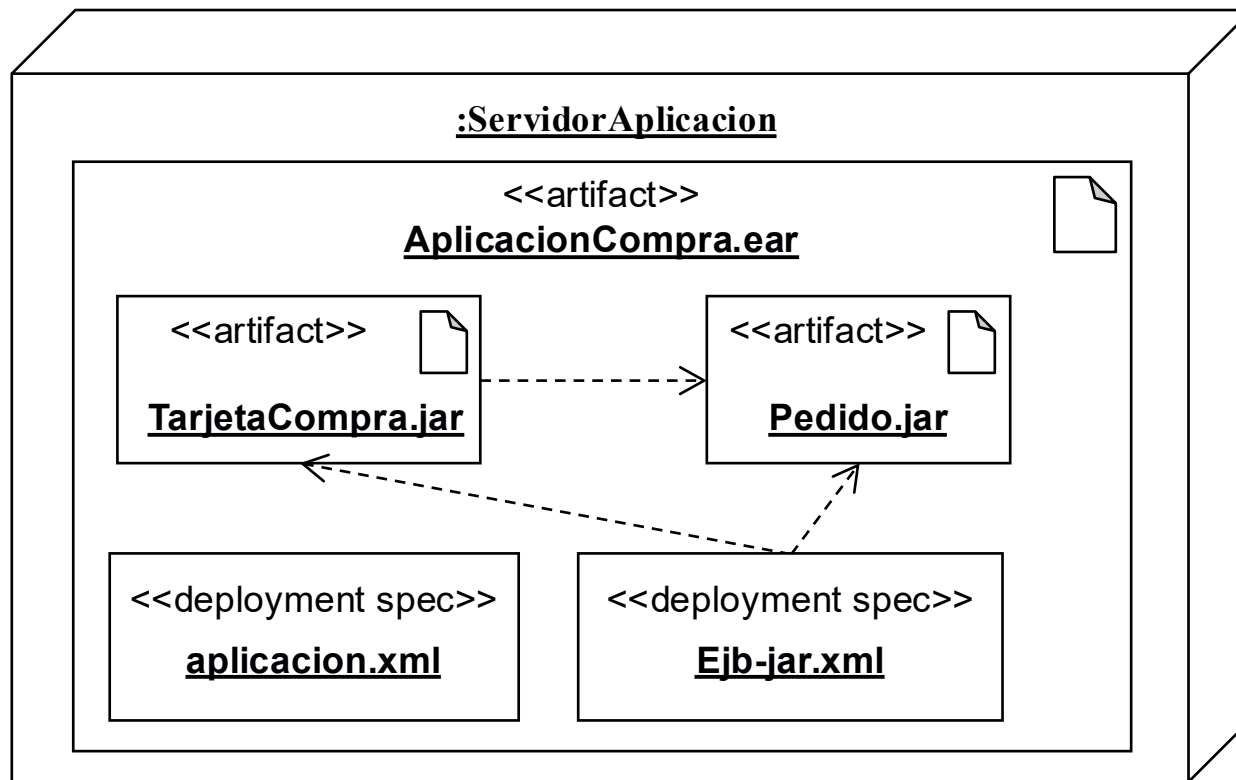 :ServidorAplicacion
<<artifact>>
AplicacionCompra.ear
<<artifact>>
TarjetaCompra.jar
<<artifact>>
Pedido.jar
<<deployment spec>>
aplicacion.xml
<<deployment spec>>
Ejb-jar.xml